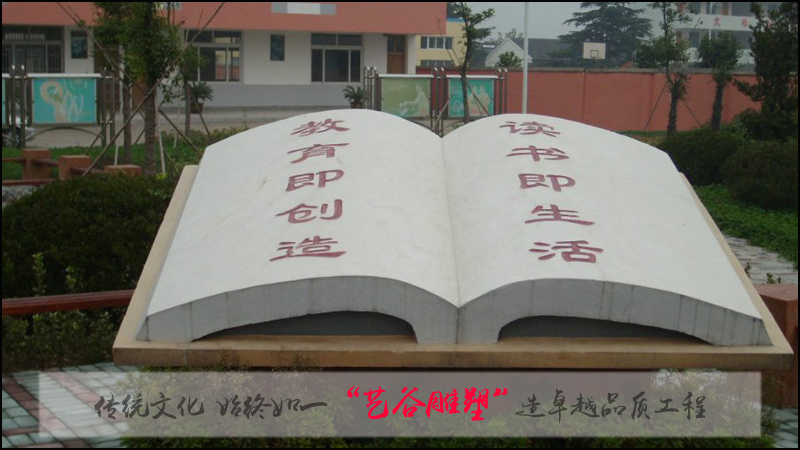 读书即生活
教育即创造
传统文化 始终如一“艺谷雕塑”造卓越品质工程